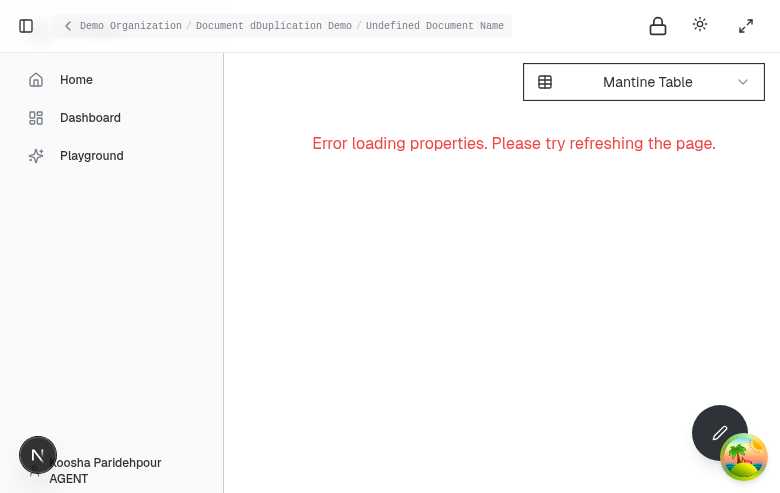 Demo Organization / Document dDuplication Demo / Undefined Document Name
Home
Dashboard
Playground
Mantine Table
Error loading properties. Please try refreshing the page.
N
Koosha Paridehpour
AGENT